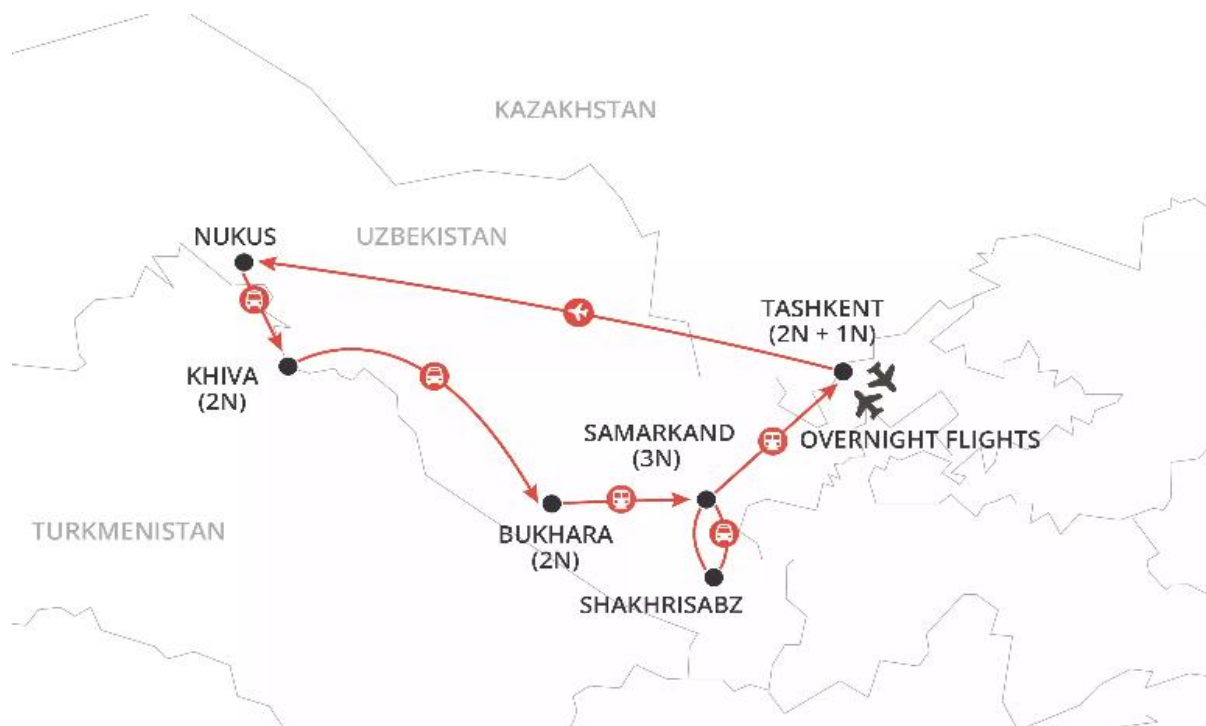 KAZAKHSTAN
NUKUS
UZBEKISTAN
TASHKENT
(2N + 1N)
KHIVA
(2N)
SAMARKAND
(3N)
OVERNIGHT FLIGHTS
TURKMENISTAN
BUKHARA
(2N)
SHAKHRISABZ